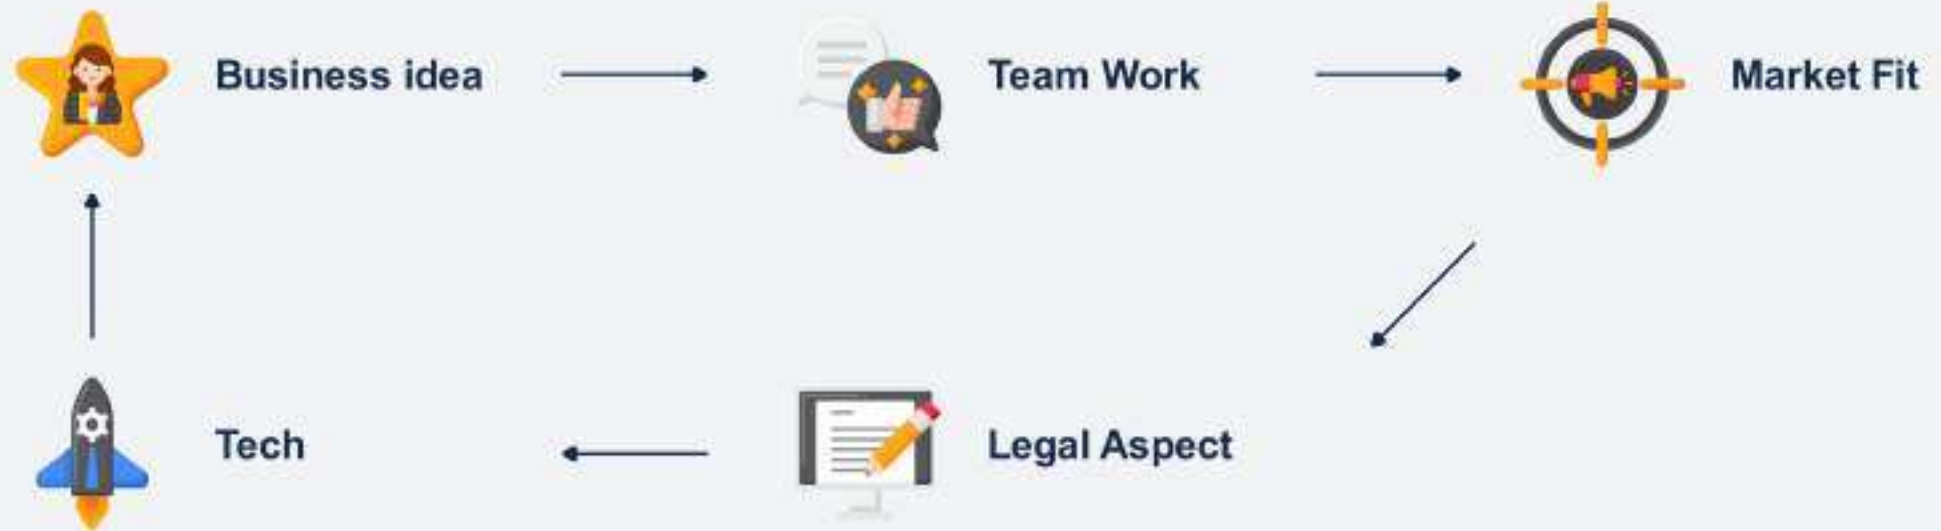 Business idea
Team Work
Market Fit
Tech
Legal Aspect